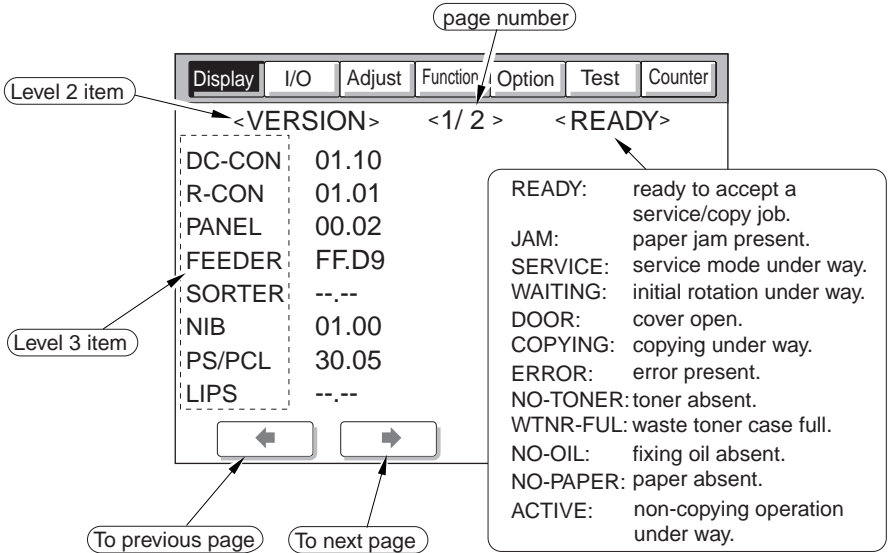 page number
Display I/O Adjust Function Option Test Counter
Level 2 item
<VERSION> <1/ 2 > <READY>
DC-CON 01.10
R-CON 01.01
PANEL 00.02
FEEDER FF.D9
SORTER --.--
NIB 01.00
PS/PCL 30.05
LIPS --.--
Level 3 item
READY: ready to accept a
service/copy job.
JAM: paper jam present.
SERVICE: service mode under way.
WAITING: initial rotation under way.
DOOR: cover open.
COPYING: copying under way.
ERROR: error present.
NO-TONER: toner absent.
WTNR-FUL: waste toner case full.
NO-OIL: fixing oil absent.
NO-PAPER: paper absent.
ACTIVE: non-copying operation
under way.
To previous page To next page